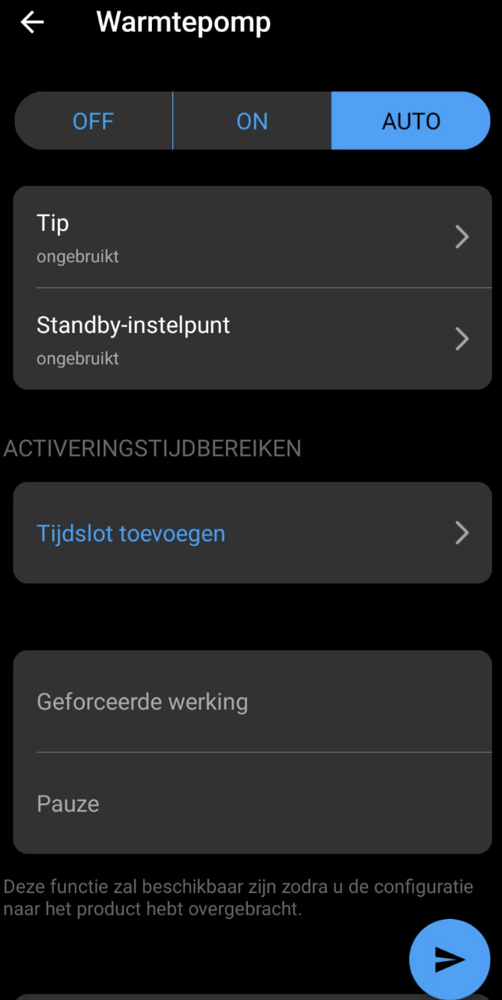 Warmtepomp
OFF ON AUTO
Tip
ongebruikt
Standby-instelpunt
ongebruikt
ACTIVERINGSTIJDBEREIKEN
Tijdslot toevoegen
Geforceerde werking
Pauze
Deze functie zal beschikbaar zijn zodra u de configuratie
naar het product hebt overgebracht.